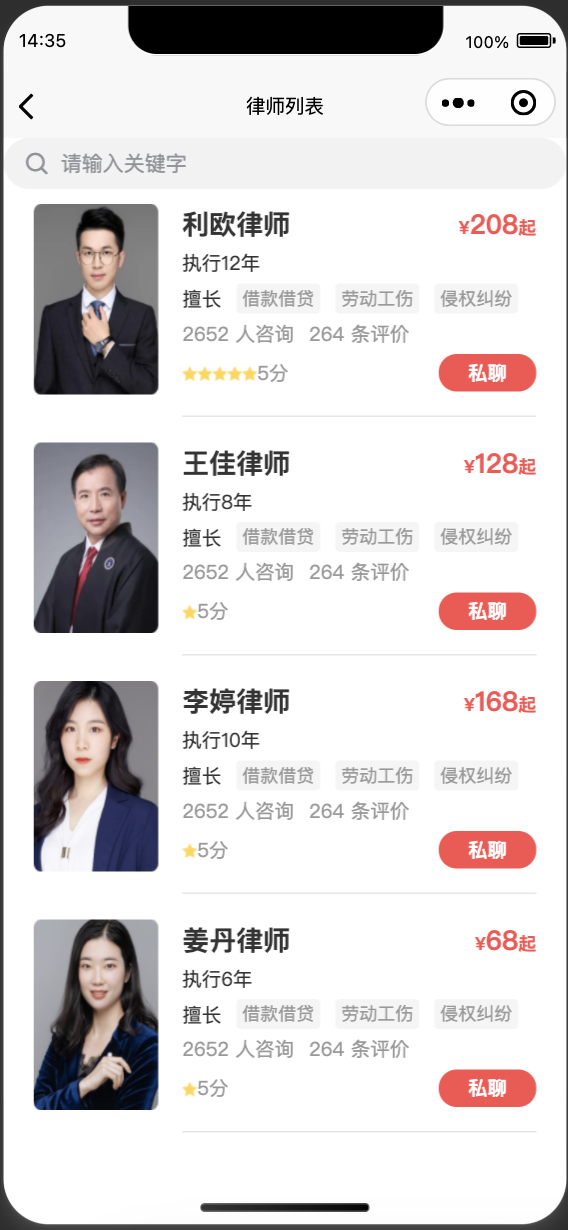 14:35
100%
律师列表
请输入关键字
利欧律师
¥208起
执行12年
擅长 借款借贷 劳动工伤 侵权纠纷
2652 人咨询 264 条评价
5分
私聊
王佳律师
¥128起
执行8年
擅长 借款借贷 劳动工伤 侵权纠纷
2652 人咨询 264 条评价
5分
私聊
李婷律师
¥168起
执行10年
擅长 借款借贷 劳动工伤 侵权纠纷
2652 人咨询 264 条评价
5分
私聊
姜丹律师
¥68起
执行6年
擅长 借款借贷 劳动工伤 侵权纠纷
2652 人咨询 264 条评价
5分
私聊